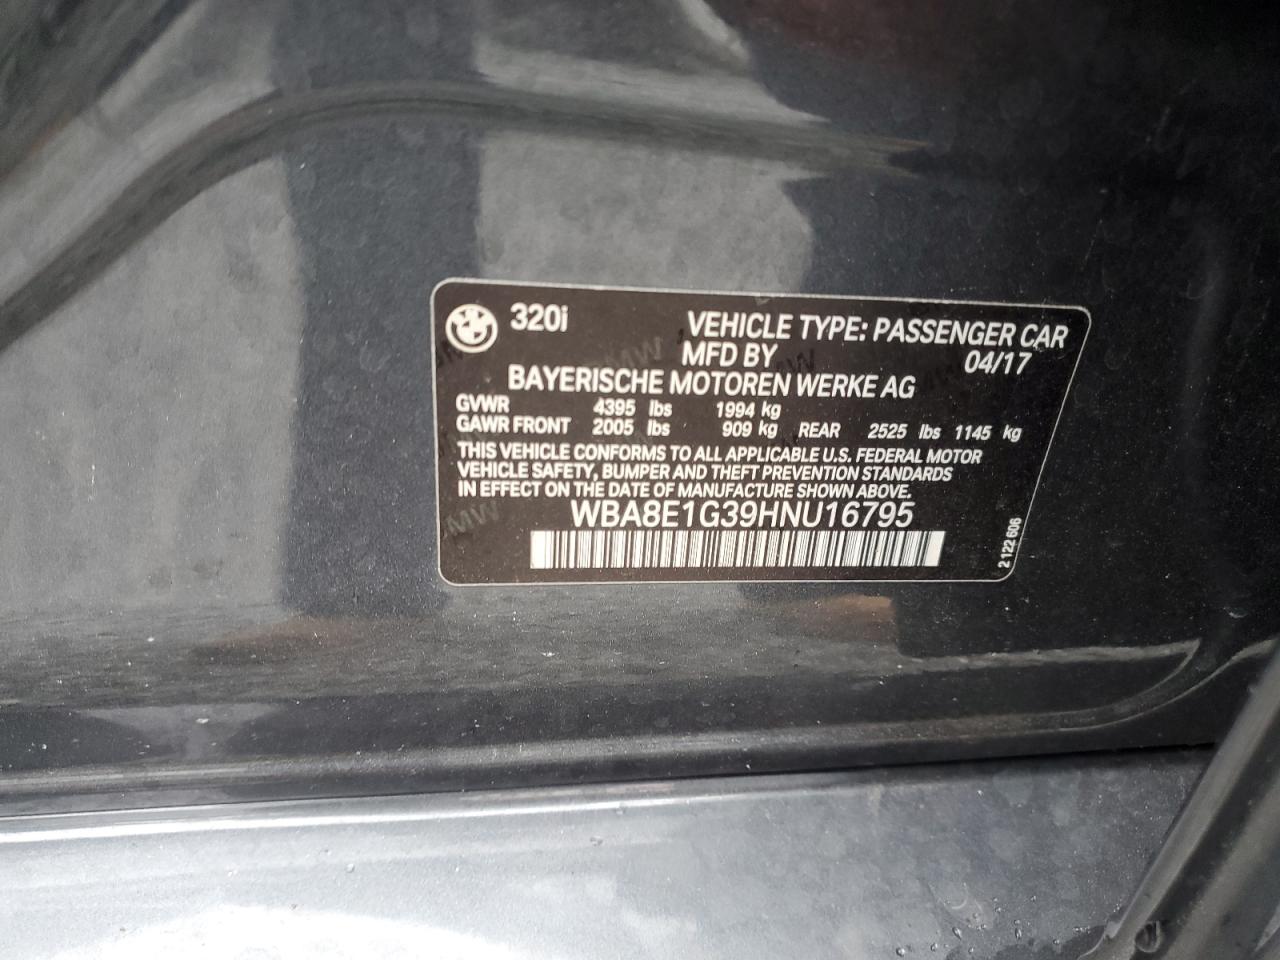 320i VEHICLE TYPE: PASSENGER CAR
MFD BY 04/17
BAYERISCHE MOTOREN WERKE AG
GVWR 4395 lbs 1994 kg
GAWR FRONT 2005 lbs 909 kg REAR 2525 lbs 1145 kg
THIS VEHICLE CONFORMS TO ALL APPLICABLE U.S. FEDERAL MOTOR
VEHICLE SAFETY, BUMPER AND THEFT PREVENTION STANDARDS
IN EFFECT ON THE DATE OF MANUFACTURE SHOWN ABOVE.
WBA8E1G39HNU16795
2 122 606